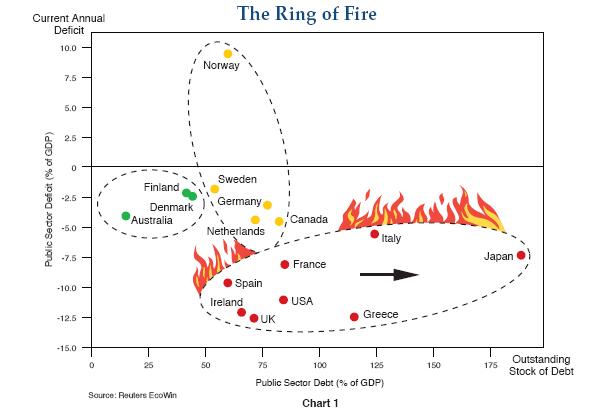 The Ring of Fire
Current Annual
Deficit
10.0
7.5
5.0
2.5
0
-2.5
-5.0
-7.5
-10.0
-12.5
-15.0
Public Sector Deficit (% of GDP)
Norway
Sweden
Finland
Germany
Denmark
Australia
Canada
Netherlands
Italy
Japan
France
Spain
Ireland
USA
UK
Greece
0
25
50
75
100
125
150
175
Outstanding
Stock of Debt
Public Sector Debt (% of GDP)
Source: Reuters EcoWin
Chart 1